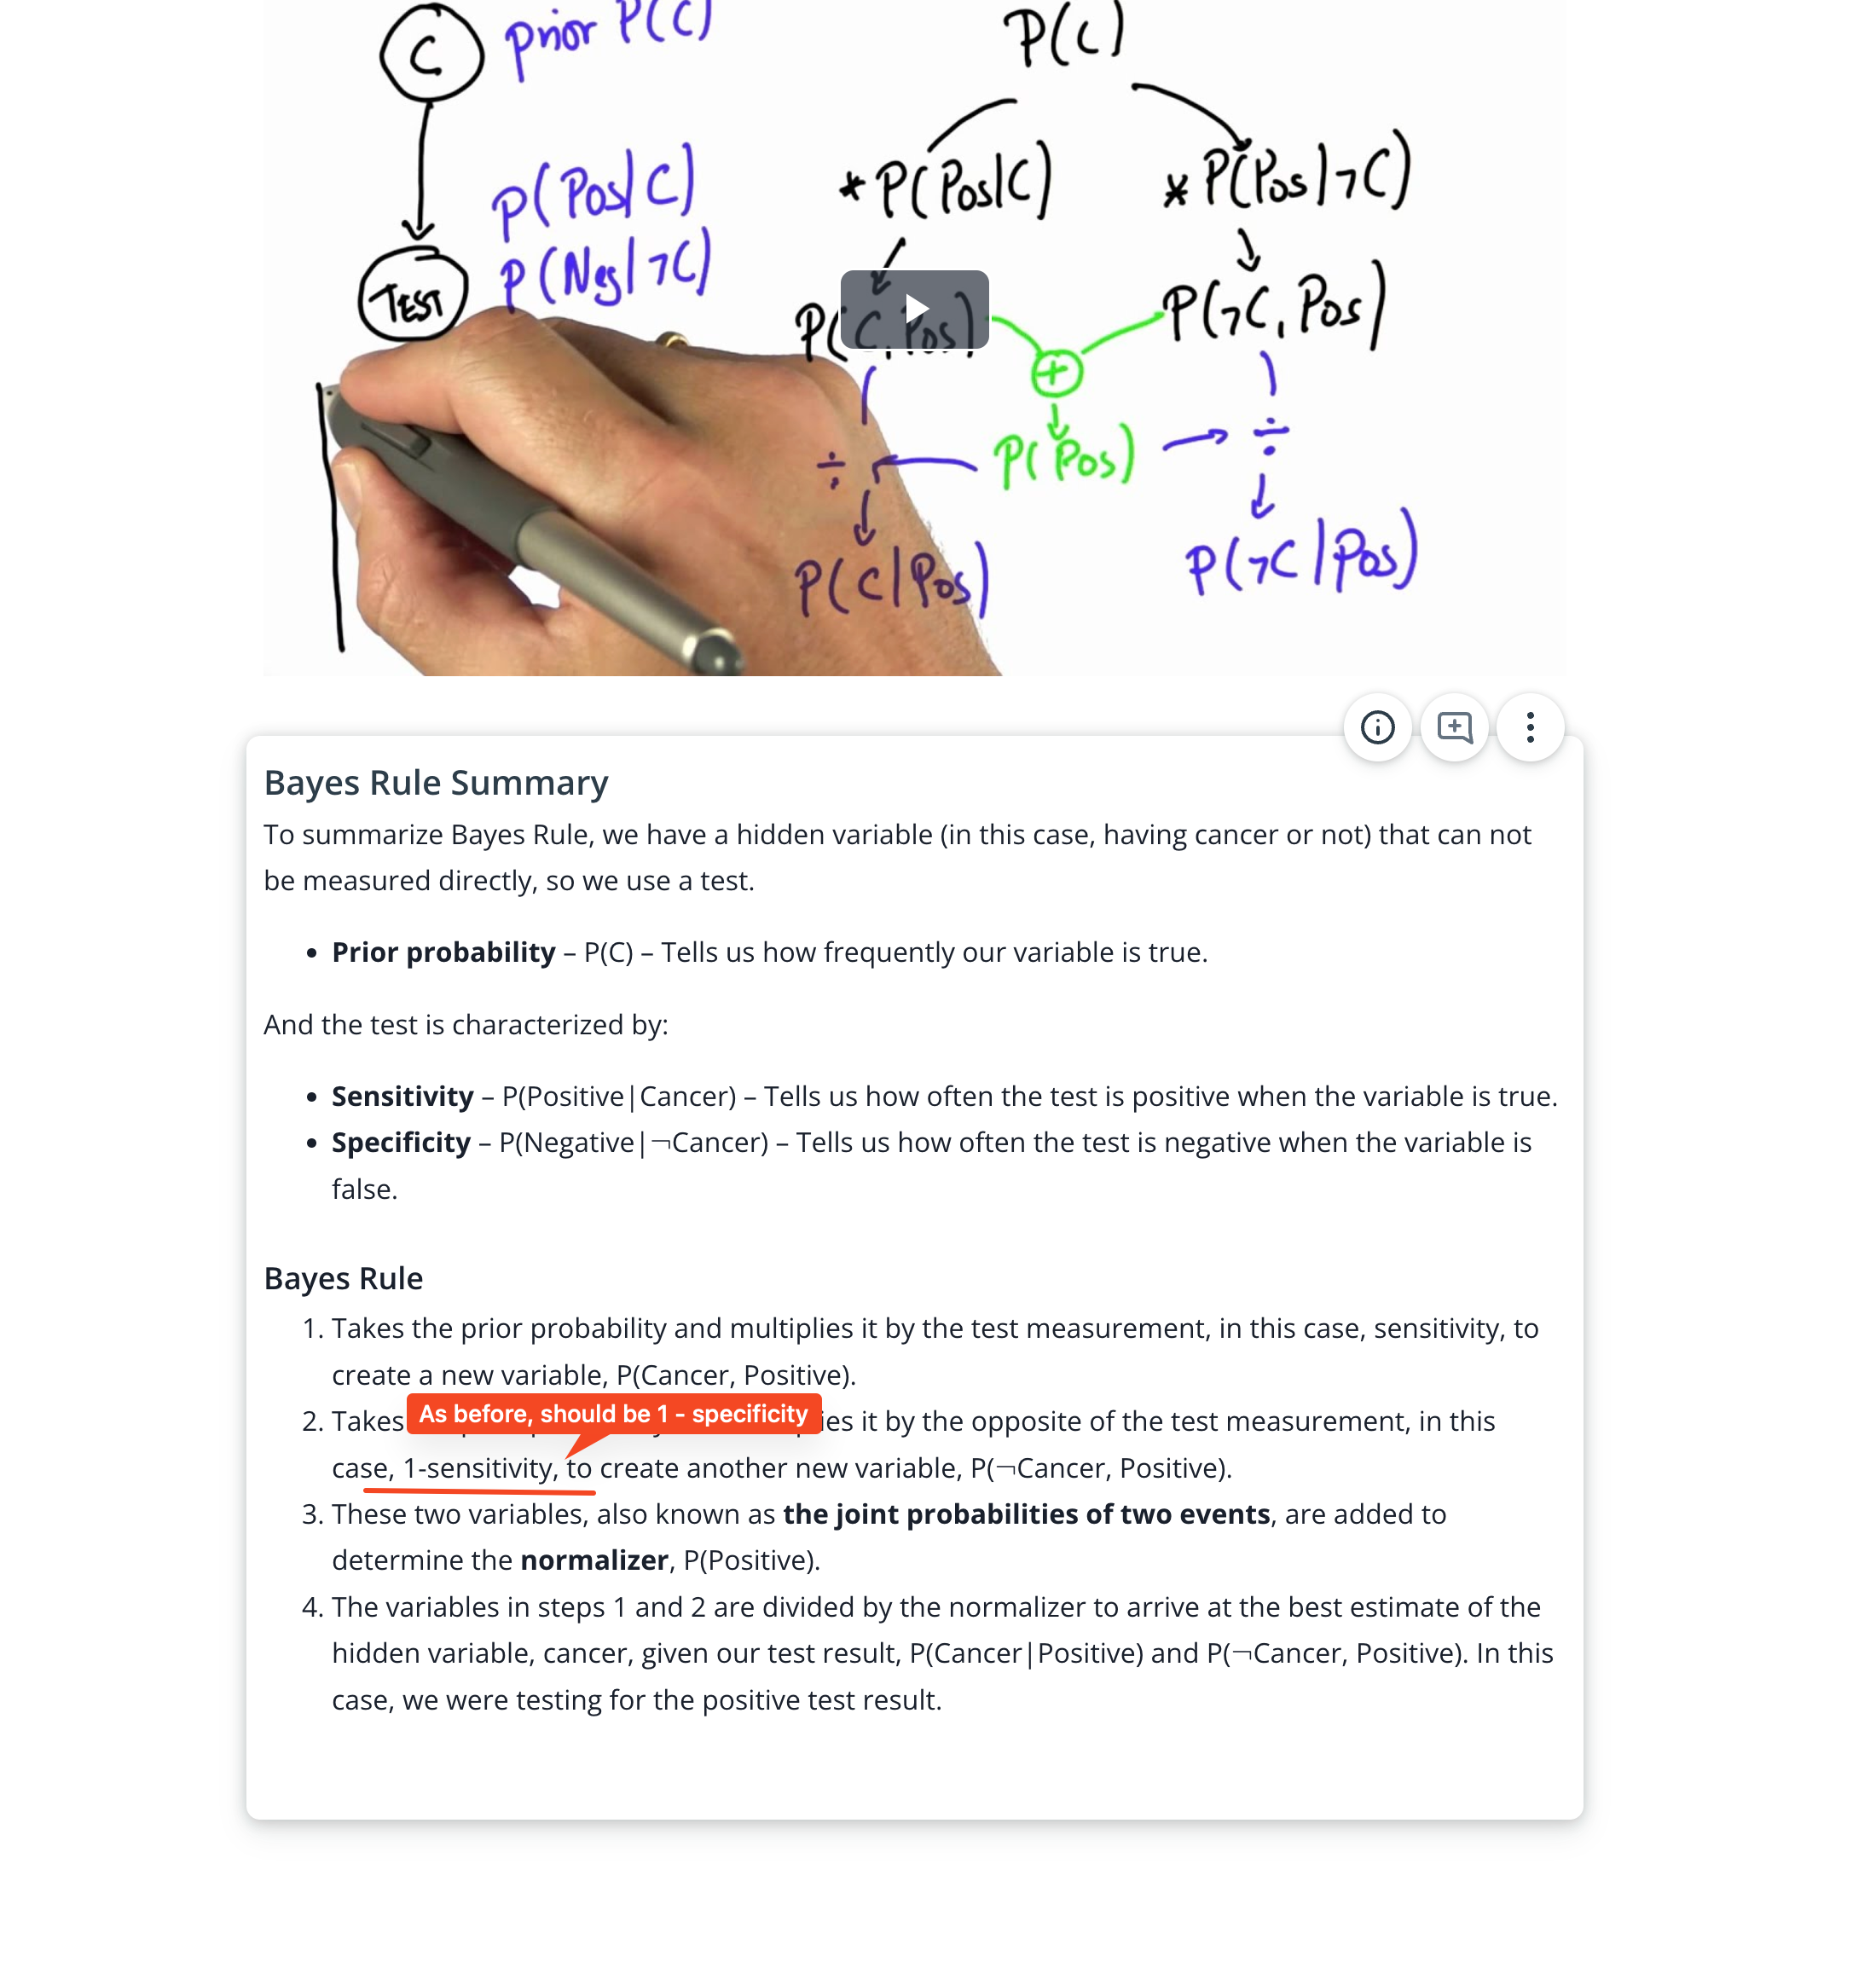 C prior P(C) P(C)
P(Pos|C) *P(Pos|C) *P(Pos|¬C)
P(Neg|¬C)
TEST P(C,Pos) + P(¬C, Pos)
÷ P(Pos) ÷
P(C|Pos) P(¬C|Pos)
Bayes Rule Summary
To summarize Bayes Rule, we have a hidden variable (in this case, having cancer or not) that can not
be measured directly, so we use a test.
• Prior probability – P(C) – Tells us how frequently our variable is true.
And the test is characterized by:
• Sensitivity – P(Positive|Cancer) – Tells us how often the test is positive when the variable is true.
• Specificity – P(Negative|¬Cancer) – Tells us how often the test is negative when the variable is
false.
Bayes Rule
1. Takes the prior probability and multiplies it by the test measurement, in this case, sensitivity, to
create a new variable, P(Cancer, Positive).
As before, should be 1 - specificity
2. Takes it by the opposite of the test measurement, in this
case, 1-sensitivity, to create another new variable, P(¬Cancer, Positive).
3. These two variables, also known as the joint probabilities of two events, are added to
determine the normalizer, P(Positive).
4. The variables in steps 1 and 2 are divided by the normalizer to arrive at the best estimate of the
hidden variable, cancer, given our test result, P(Cancer|Positive) and P(¬Cancer, Positive). In this
case, we were testing for the positive test result.